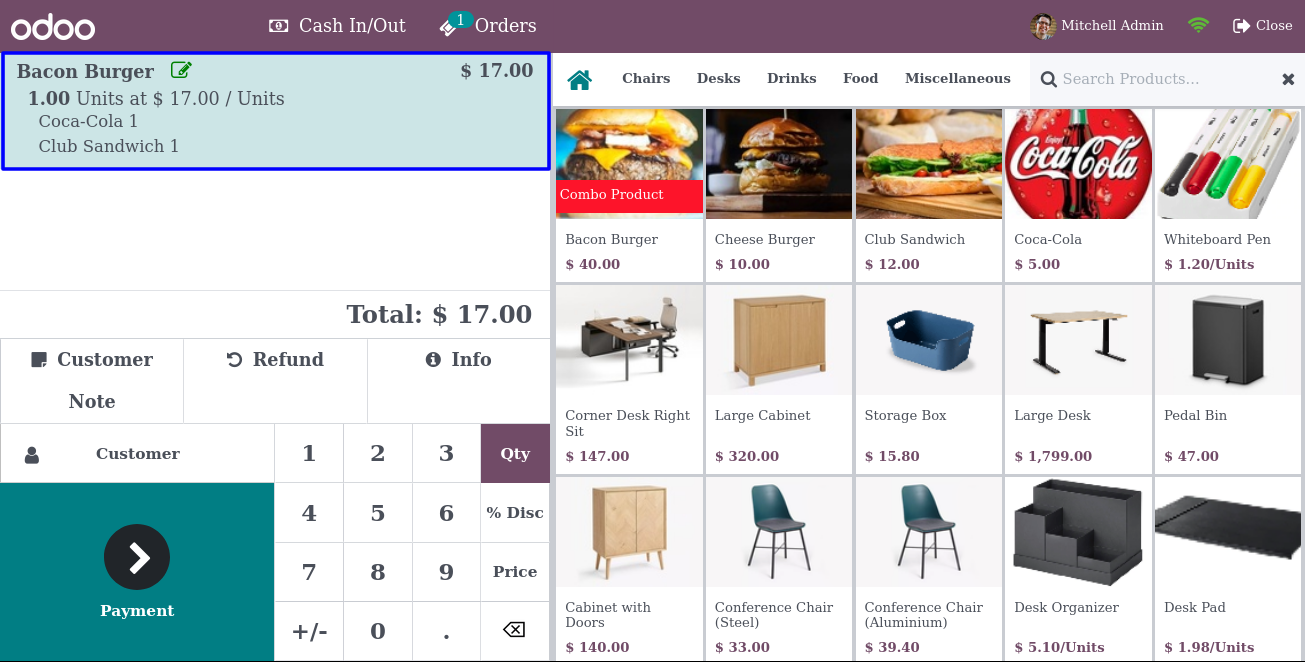 odoo
Cash In/Out
1
Orders
Mitchell Admin
Close
Bacon Burger
$ 17.00
1.00 Units at $ 17.00 / Units
Coca-Cola 1
Club Sandwich 1
Total: $ 17.00
Customer Note
Refund
Info
Customer
1
2
3
Qty
4
5
6
% Disc
7
8
9
Price
+/-
0
.
Payment
Chairs
Desks
Drinks
Food
Miscellaneous
Search Products...
Combo Product
Bacon Burger
$ 40.00
Cheese Burger
$ 10.00
Club Sandwich
$ 12.00
Enjoy
Coca-Cola
Coca-Cola
$ 5.00
Whiteboard Pen
$ 1.20/Units
Corner Desk Right
Sit
$ 147.00
Large Cabinet
$ 320.00
Storage Box
$ 15.80
Large Desk
$ 1,799.00
Pedal Bin
$ 47.00
Cabinet with
Doors
$ 140.00
Conference Chair
(Steel)
$ 33.00
Conference Chair
(Aluminium)
$ 39.40
Desk Organizer
$ 5.10/Units
Desk Pad
$ 1.98/Units